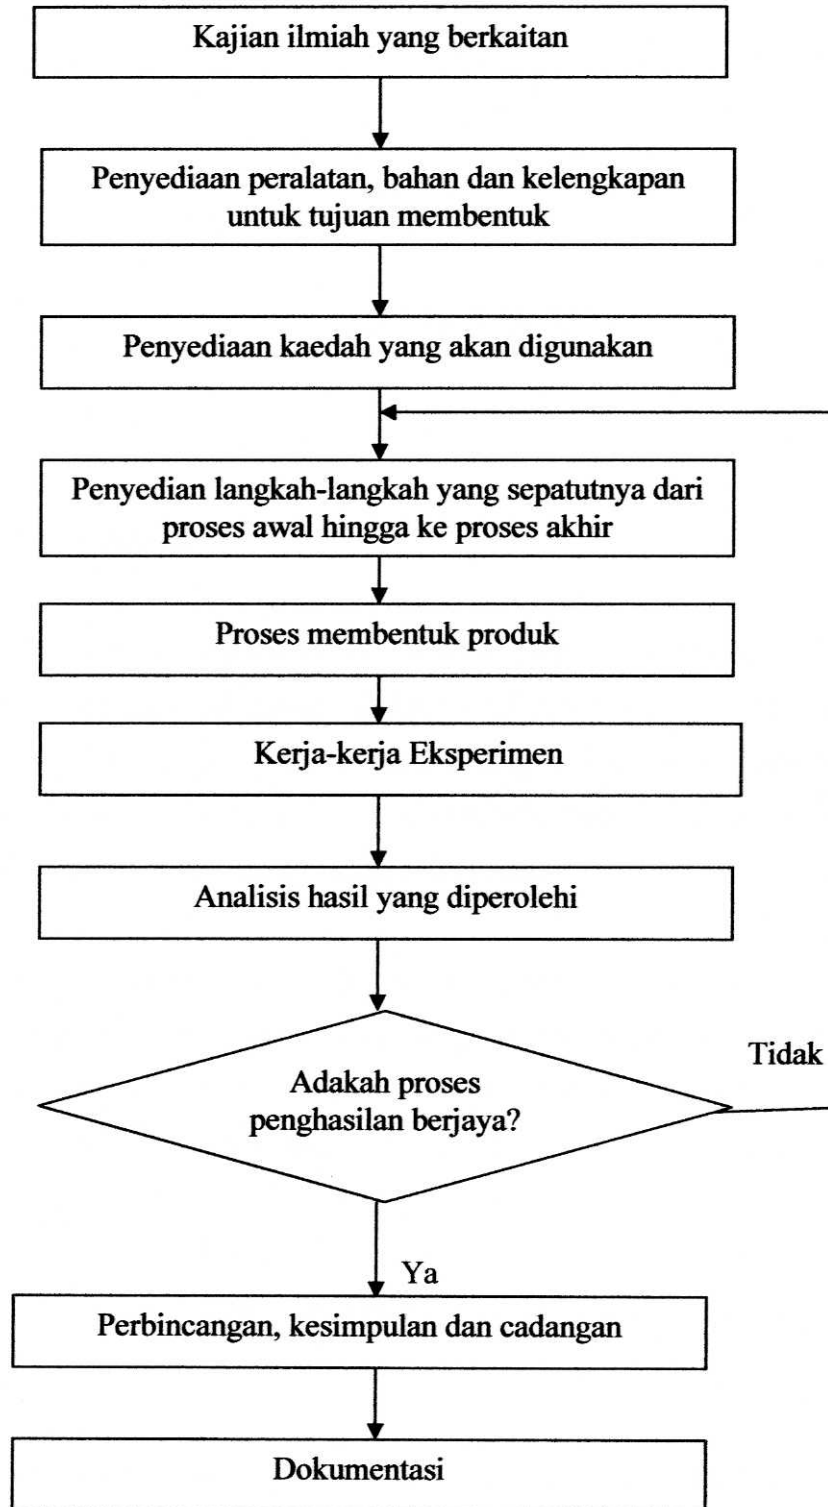 Kajian ilmiah yang berkaitan
Penyediaan peralatan, bahan dan kelengkapan
untuk tujuan membentuk
Penyediaan kaedah yang akan digunakan
Penyedian langkah-langkah yang sepatutnya dari
proses awal hingga ke proses akhir
Proses membentuk produk
Kerja-kerja Eksperimen
Analisis hasil yang diperolehi
Tidak
Adakah proses
penghasilan berjaya?
Ya
Perbincangan, kesimpulan dan cadangan
Dokumentasi